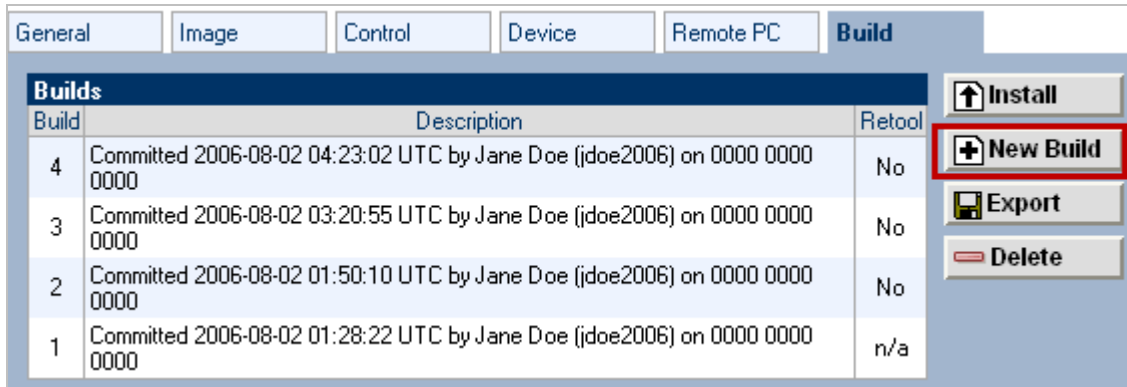 General Image Control Device Remote PC Build
Builds
Build Description Retool
4 Committed 2006-08-02 04:23:02 UTC by Jane Doe (jdoe2006) on 0000 0000 No
0000
3 Committed 2006-08-02 03:20:55 UTC by Jane Doe (jdoe2006) on 0000 0000 No
0000
2 Committed 2006-08-02 01:50:10 UTC by Jane Doe (jdoe2006) on 0000 0000 No
0000
1 Committed 2006-08-02 01:28:22 UTC by Jane Doe (jdoe2006) on 0000 0000 n/a
0000
Install
New Build
Export
Delete